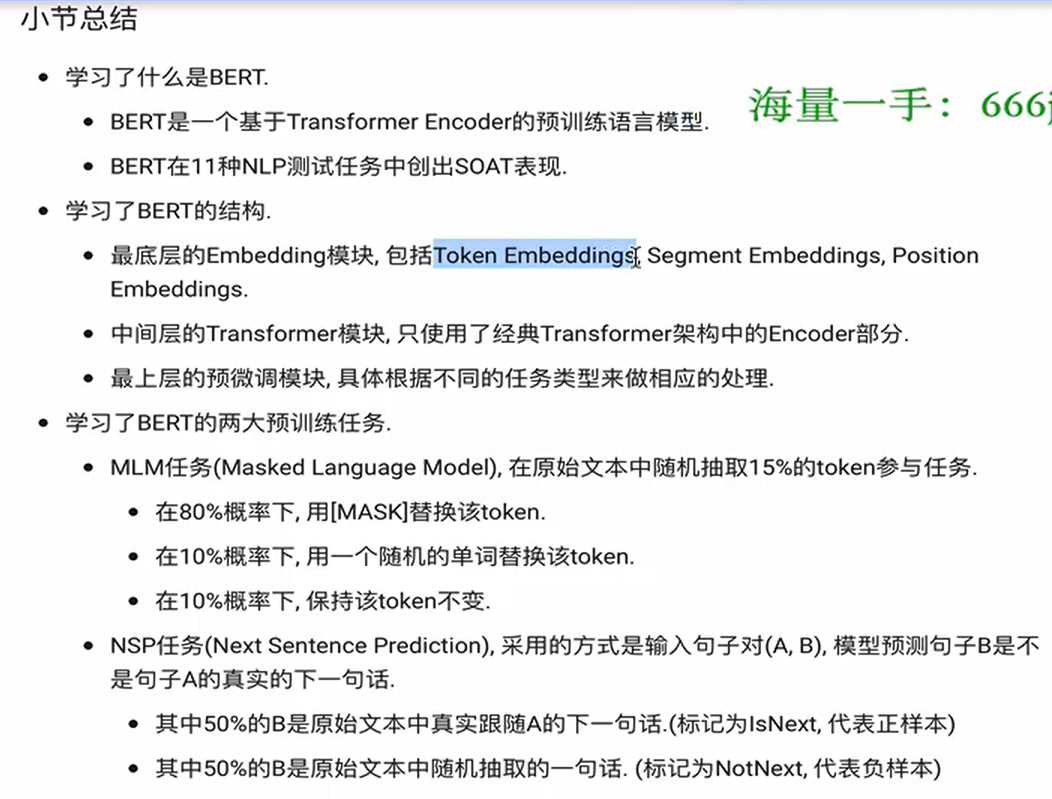 小节总结
学习了什么是BERT.
海量一手: 666
BERT是一个基于Transformer Encoder的预训练语言模型.
BERT在11种NLP测试任务中创出SOAT表现.
学习了BERT的结构.
最底层的Embedding模块, 包括Token Embeddings, Segment Embeddings, Position
Embeddings.
中间层的Transformer模块, 只使用了经典Transformer架构中的Encoder部分.
最上层的预微调模块, 具体根据不同的任务类型来做相应的处理.
学习了BERT的两大预训练任务.
MLM任务(Masked Language Model), 在原始文本中随机抽取15%的token参与任务.
在80%概率下, 用[MASK]替换该token.
在10%概率下, 用一个随机的单词替换该token.
在10%概率下, 保持该token不变.
NSP任务(Next Sentence Prediction), 采用的方式是输入句子对(A, B), 模型预测句子B是不
是句子A的真实的下一句话.
其中50%的B是原始文本中真实跟随A的下一句话.(标记为IsNext, 代表正样本)
其中50%的B是原始文本中随机抽取的一句话. (标记为NotNext, 代表负样本)